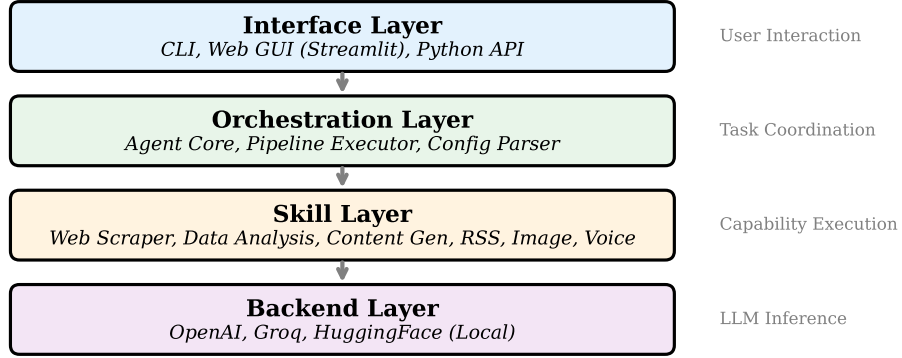 Interface Layer
CLI, Web GUI (Streamlit), Python API
User Interaction
Orchestration Layer
Agent Core, Pipeline Executor, Config Parser
Task Coordination
Skill Layer
Web Scraper, Data Analysis, Content Gen, RSS, Image, Voice
Capability Execution
Backend Layer
OpenAI, Groq, HuggingFace (Local)
LLM Inference